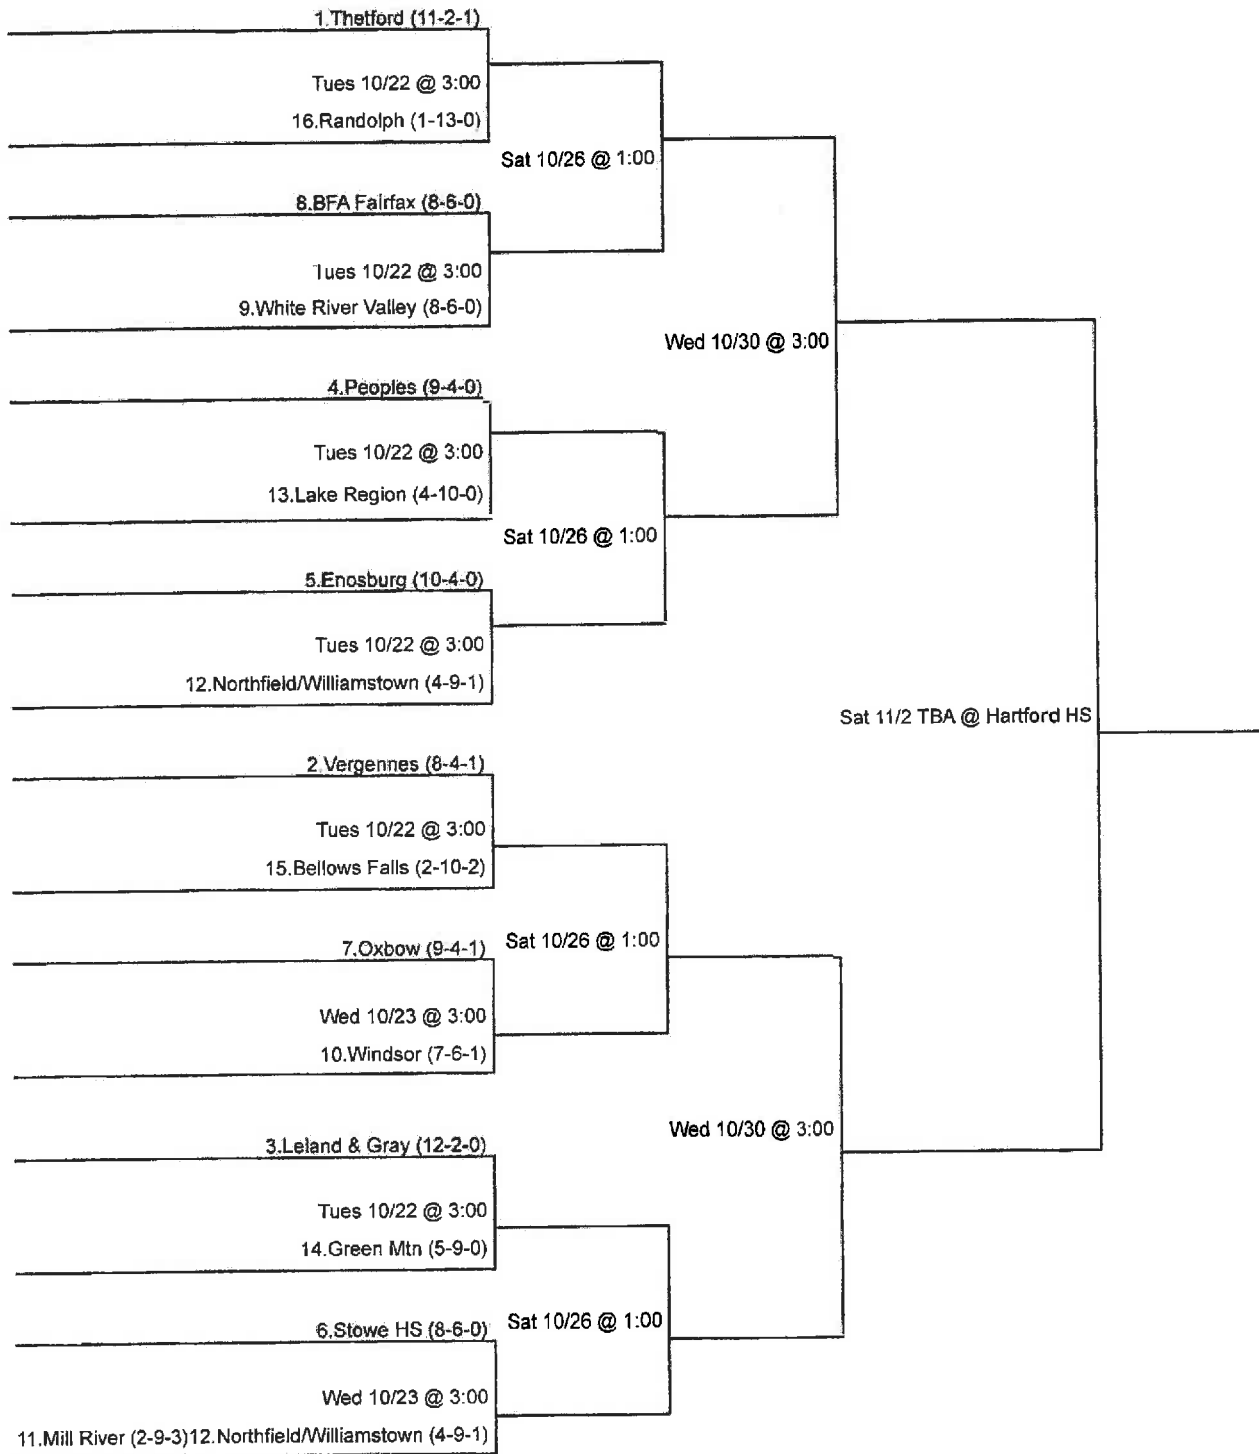 1.Thetford (11-2-1)
Tues 10/22 @ 3:00
16.Randolph (1-13-0)
Sat 10/26 @ 1:00
8.BFA Fairfax (8-6-0)
Tues 10/22 @ 3:00
9.White River Valley (8-6-0)
Wed 10/30 @ 3:00
4.Peoples (9-4-0)
Tues 10/22 @ 3:00
13.Lake Region (4-10-0)
Sat 10/26 @ 1:00
5.Enosburg (10-4-0)
Tues 10/22 @ 3:00
12.Northfield/Williamstown (4-9-1)
Sat 11/2 TBA @ Hartford HS
2.Vergennes (8-4-1)
Tues 10/22 @ 3:00
15.Bellows Falls (2-10-2)
Sat 10/26 @ 1:00
7.Oxbow (9-4-1)
Wed 10/23 @ 3:00
10.Windsor (7-6-1)
Wed 10/30 @ 3:00
3.Leland & Gray (12-2-0)
Tues 10/22 @ 3:00
14.Green Mtn (5-9-0)
Sat 10/26 @ 1:00
6.Stowe HS (8-6-0)
Wed 10/23 @ 3:00
11.Mill River (2-9-3)12.Northfield/Williamstown (4-9-1)